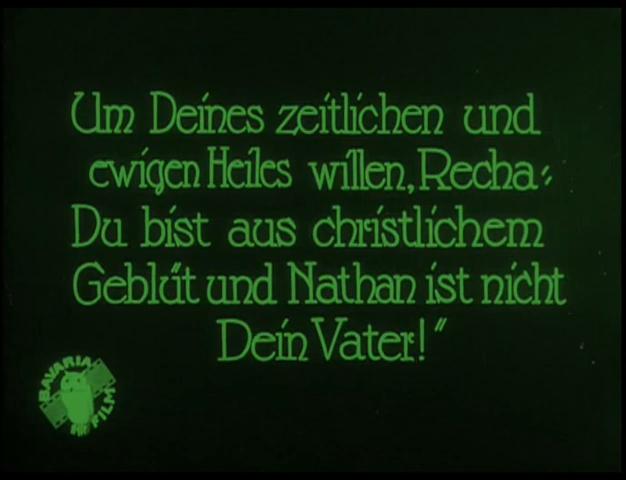 Um Deines zeitlichen und
ewigen Heiles willen, Recha:
Du bist aus christlichem
Geblüt und Nathan ist nicht
Dein Vater!"
BAVARIA
FILM